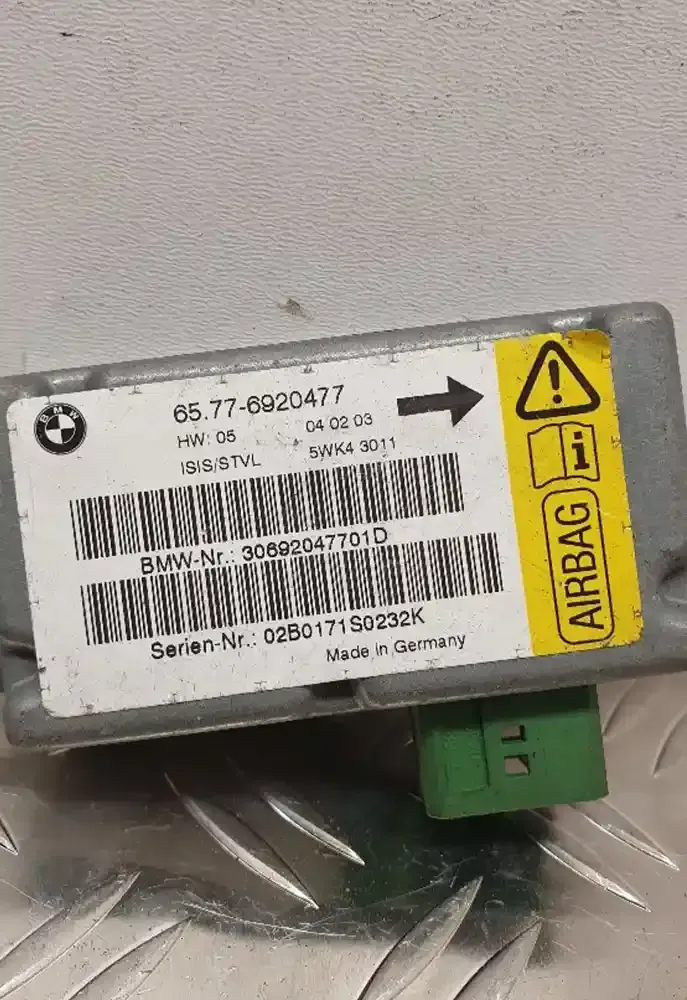 BMW
65.77-6920477
HW: 05 04 02 03
ISIS/STVL 5WK4 3011
BMW-Nr.: 30692047701D
Serien-Nr.: 02B0171S0232K
Made in Germany
i
AIRBAG